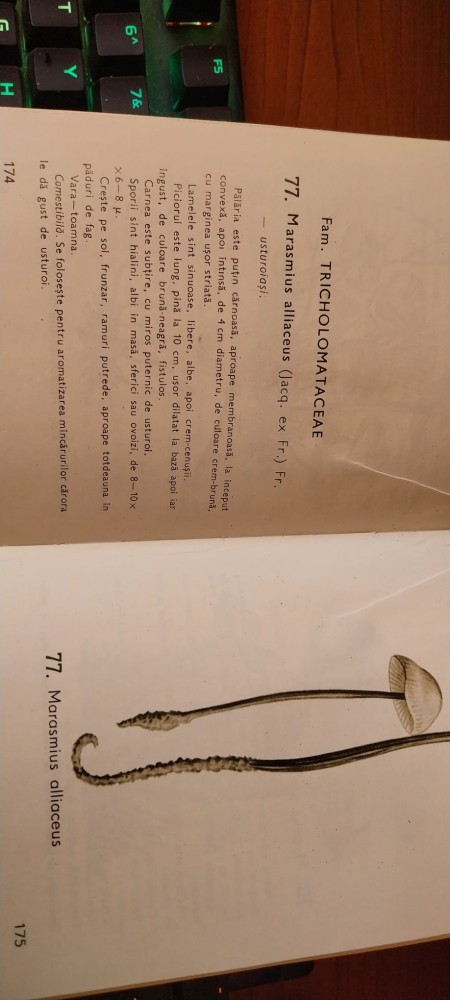 Fam. TRICHOLOMATACEAE
77. Marasmius alliaceus (Jacq. ex Fr.) Fr.
— usturoiași.
Pălăria este puțin cărnoasă, aproape membranoasă, la început
convexă, apoi întinsă, de 4 cm diametru, de culoare crem-brună,
cu marginea ușor striată.
Lamelele sînt sinuoase, libere, albe, apoi crem-cenușii.
Piciorul este lung, pînă la 10 cm, ușor dilatat la bază apoi iar
îngust, de culoare brună-neagră, fistulos.
Carnea este subțire, cu miros puternic de usturoi.
Sporii sînt hialini, albi în masă, sferici sau ovoizi, de 8—10×
×6—8 μ.
Crește pe sol, frunzar, ramuri putrede, aproape totdeauna în
păduri de fag.
Vara—toamna.
Comestibilă. Se folosește pentru aromatizarea mîncărurilor cărora
le dă gust de usturoi.
174
77. Marasmius alliaceus
175
T
6^
F5
G
Y
7&
H